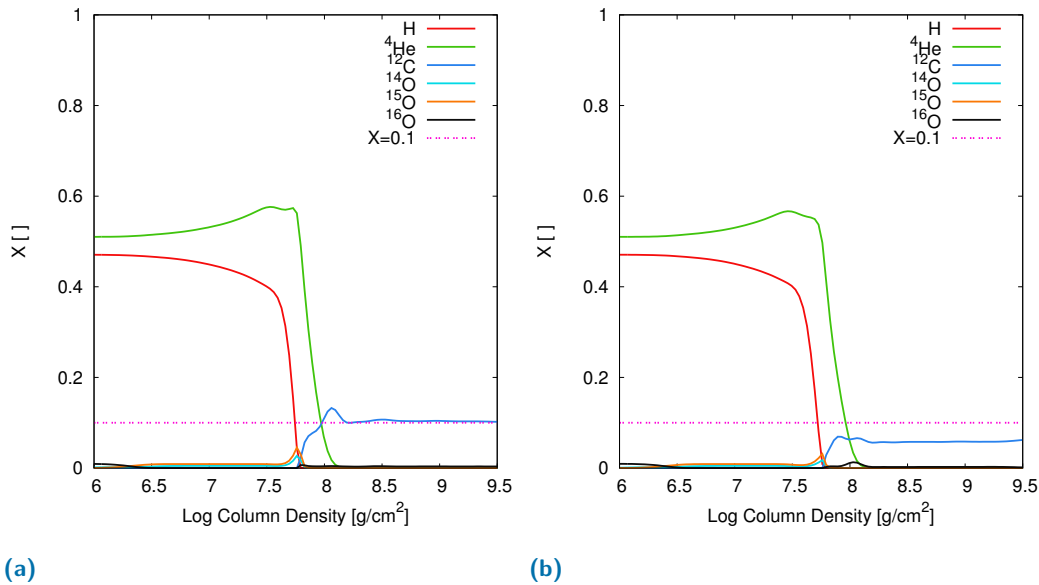 1
0.8
0.6
0.4
0.2
0
X [ ]
6 6.5 7 7.5 8 8.5 9 9.5
Log Column Density [g/cm²]
H
⁴He
¹²C
¹⁴O
¹⁵O
¹⁶O
X=0.1
(a)
1
0.8
0.6
0.4
0.2
0
X [ ]
6 6.5 7 7.5 8 8.5 9 9.5
Log Column Density [g/cm²]
H
⁴He
¹²C
¹⁴O
¹⁵O
¹⁶O
X=0.1
(b)